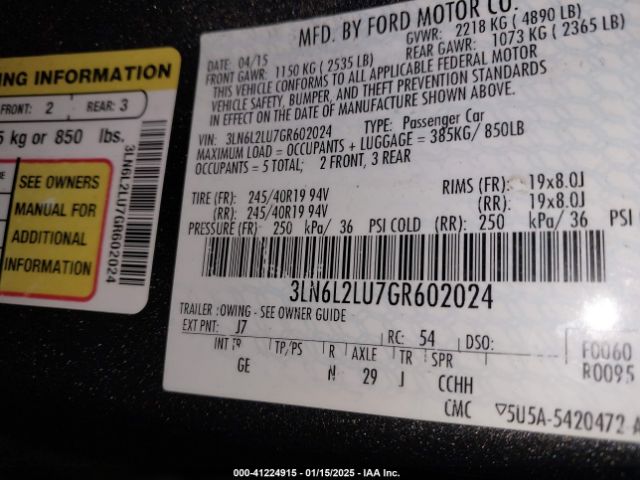 NG INFORMATION
FRONT: 2 REAR: 3
5 kg or 850 lbs.
SEE OWNERS
MANUAL FOR
ADDITIONAL
INFORMATION
3LN6L2LU7GR602024
MFD. BY FORD MOTOR CO.
DATE: 04/15 GVWR: 2218 KG ( 4890 LB)
FRONT GAWR: 1150 KG ( 2535 LB) REAR GAWR: 1073 KG ( 2365 LB)
THIS VEHICLE CONFORMS TO ALL APPLICABLE FEDERAL MOTOR
VEHICLE SAFETY, BUMPER, AND THEFT PREVENTION STANDARDS
IN EFFECT ON THE DATE OF MANUFACTURE SHOWN ABOVE.
VIN: 3LN6L2LU7GR602024 TYPE: Passenger Car
MAXIMUM LOAD = OCCUPANTS + LUGGAGE = 385KG/ 850LB
OCCUPANTS = 5 TOTAL; 2 FRONT, 3 REAR
TIRE (FR): 245/40R19 94V RIMS (FR): 19x8.0J
(RR): 245/40R19 94V (RR): 19x8.0J
PRESSURE (FR): 250 kPa/ 36 PSI COLD (RR): 250 kPa/ 36 PSI
3LN6L2LU7GR602024
TRAILER OWING - SEE OWNER GUIDE
EXT PNT: J7 RC: 54 DSO: F0060
R0095
INT TR TP/PS R AXLE TR SPR
GE N 29 J CCHH
CMC ▽5U5A-5420472 A
000-41224915 - 01/15/2025 - IAA Inc.